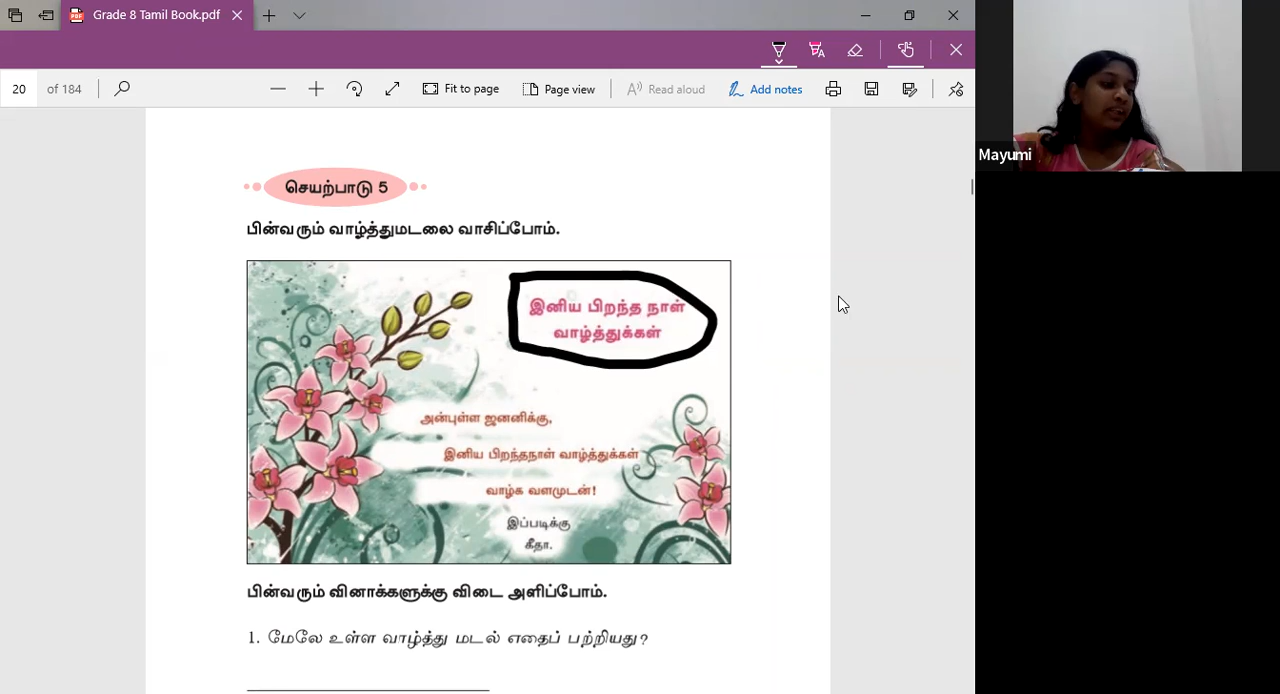 Grade 8 Tamil Book.pdf
20 of 184
Fit to page
Page view
Read aloud
Add notes
Mayumi
செயற்பாடு 5
பின்வரும் வாழ்த்துமடலை வாசிப்போம்.
இனிய பிறந்த நாள்
வாழ்த்துக்கள்
அன்புள்ள ஜனனிக்கு,
இனிய பிறந்தநாள் வாழ்த்துக்கள்
வாழ்க வளமுடன்!
இப்படிக்கு
கீதா.
பின்வரும் வினாக்களுக்கு விடை அளிப்போம்.
1. மேலே உள்ள வாழ்த்து மடல் எதைப் பற்றியது?